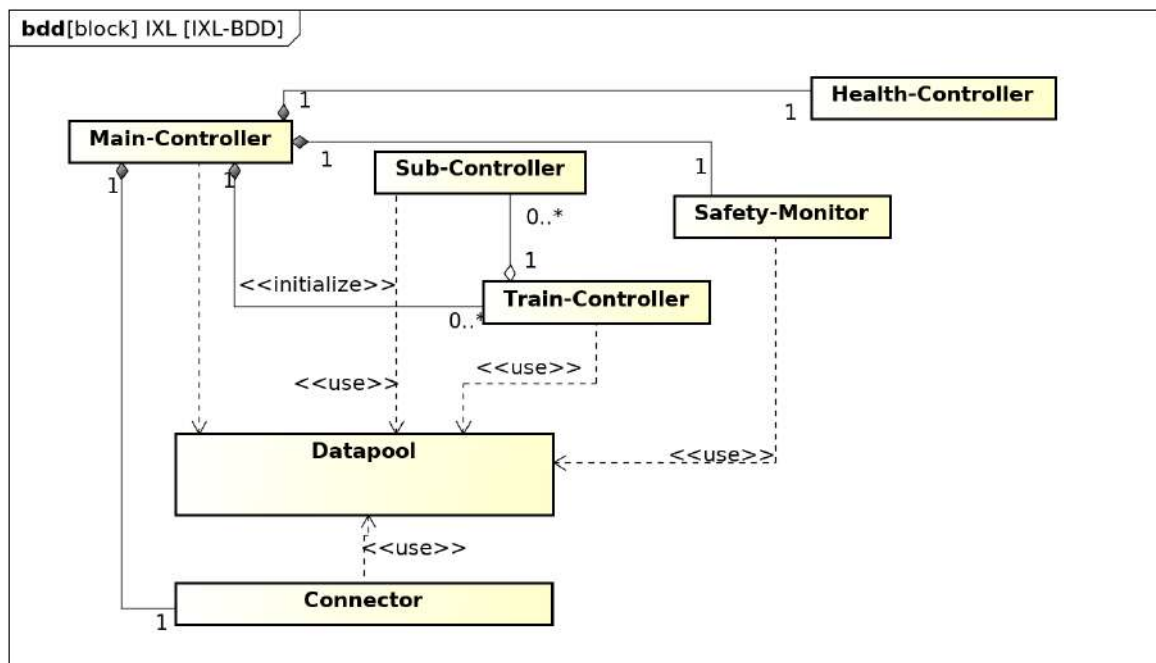 bdd[block] IXL [IXL-BDD]
Health-Controller
1
1
Main-Controller
1
1
Sub-Controller
1
1
0..*
Safety-Monitor
1
<<initialize>>
Train-Controller
0..*
<<use>>
<<use>>
Datapool
<<use>>
<<use>>
Connector
1